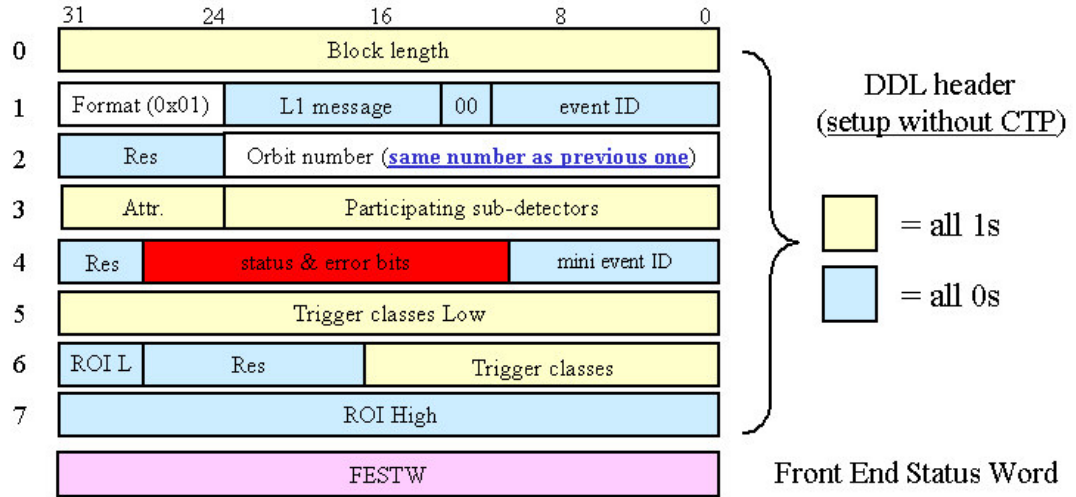 31 24 16 8 0
0 Block length
1 Format (0x01) L1 message 00 event ID
2 Res Orbit number (same number as previous one)
3 Attr. Participating sub-detectors
4 Res status & error bits mini event ID
5 Trigger classes Low
6 ROI L Res Trigger classes
7 ROI High
FESTW
DDL header
(setup without CTP)
= all 1s
= all 0s
Front End Status Word